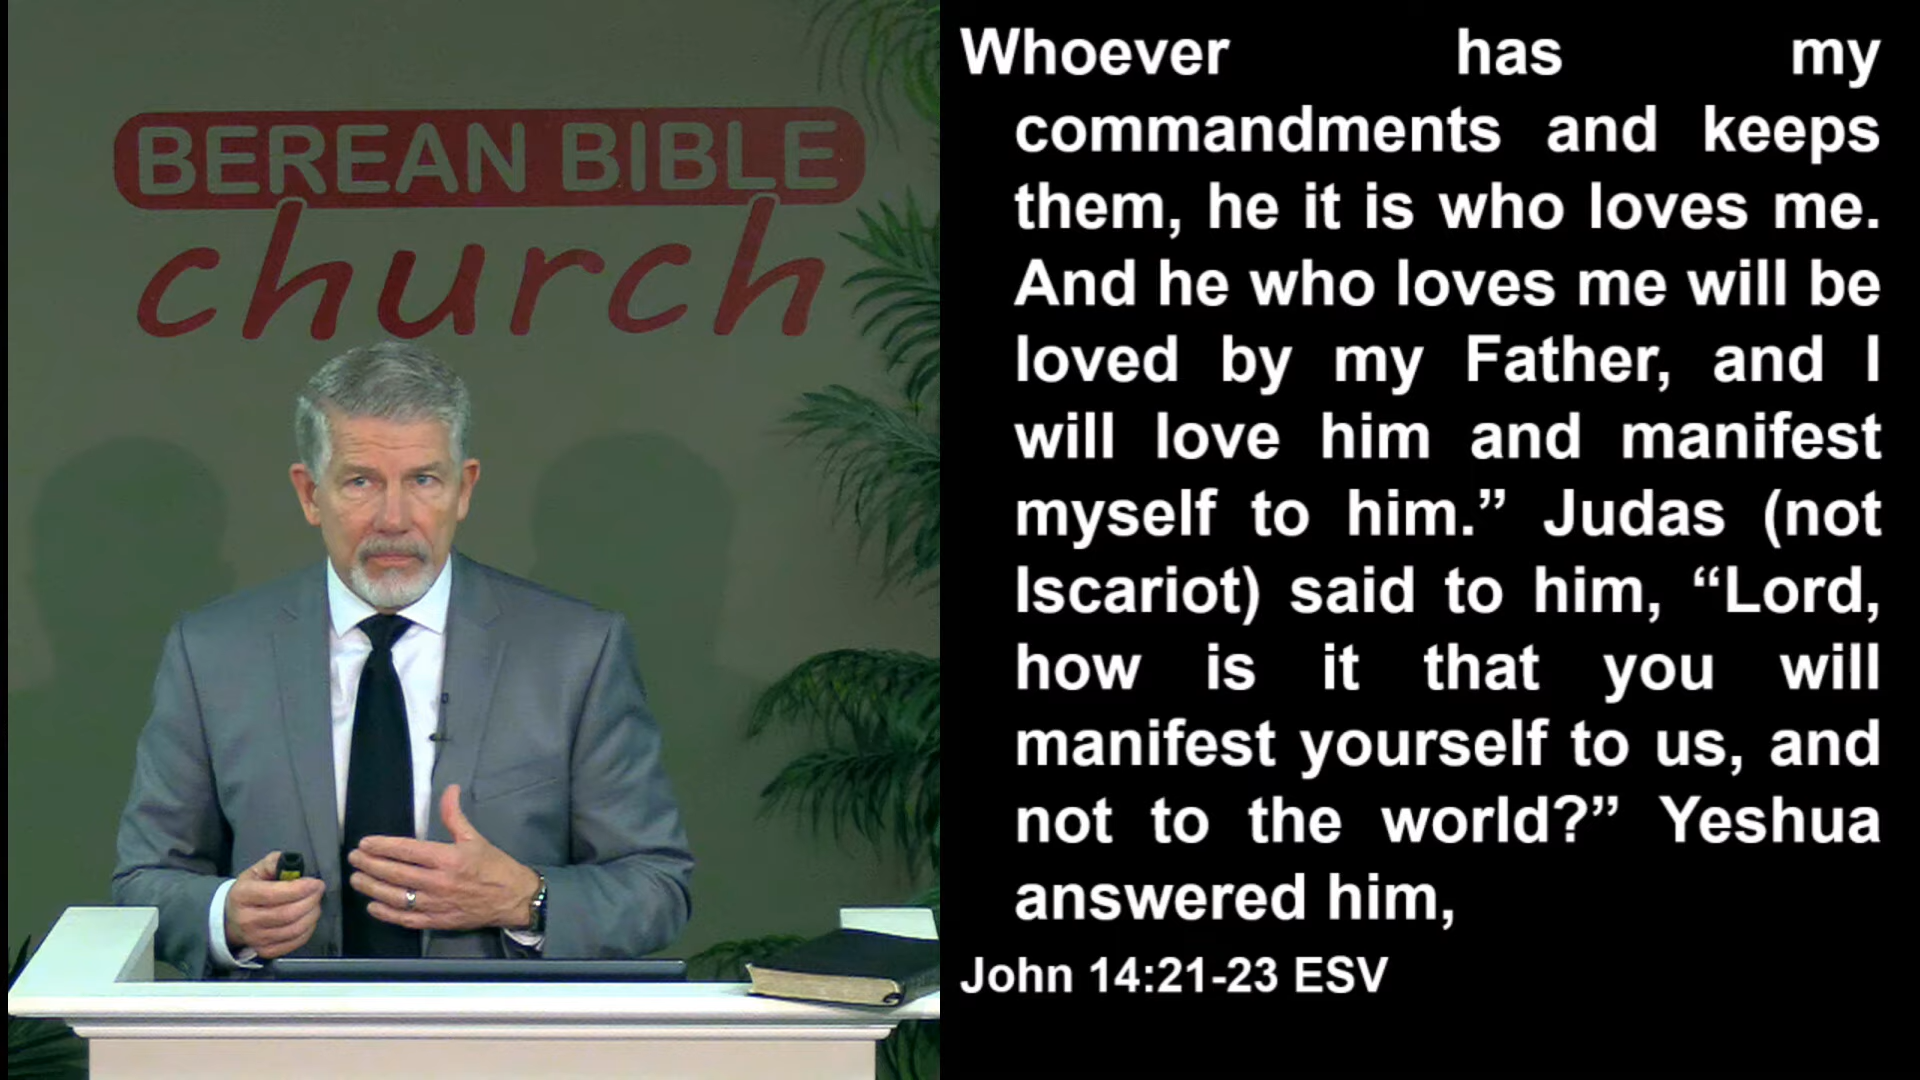 BEREAN BIBLE
church
Whoever has my
commandments and keeps
them, he it is who loves me.
And he who loves me will be
loved by my Father, and I
will love him and manifest
myself to him.” Judas (not
Iscariot) said to him, “Lord,
how is it that you will
manifest yourself to us, and
not to the world?” Yeshua
answered him,
John 14:21-23 ESV